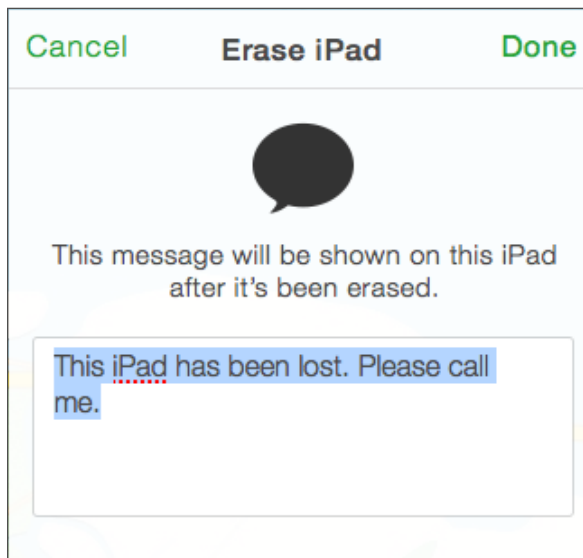 Cancel Erase iPad Done
This message will be shown on this iPad
after it's been erased.
This iPad has been lost. Please call
me.